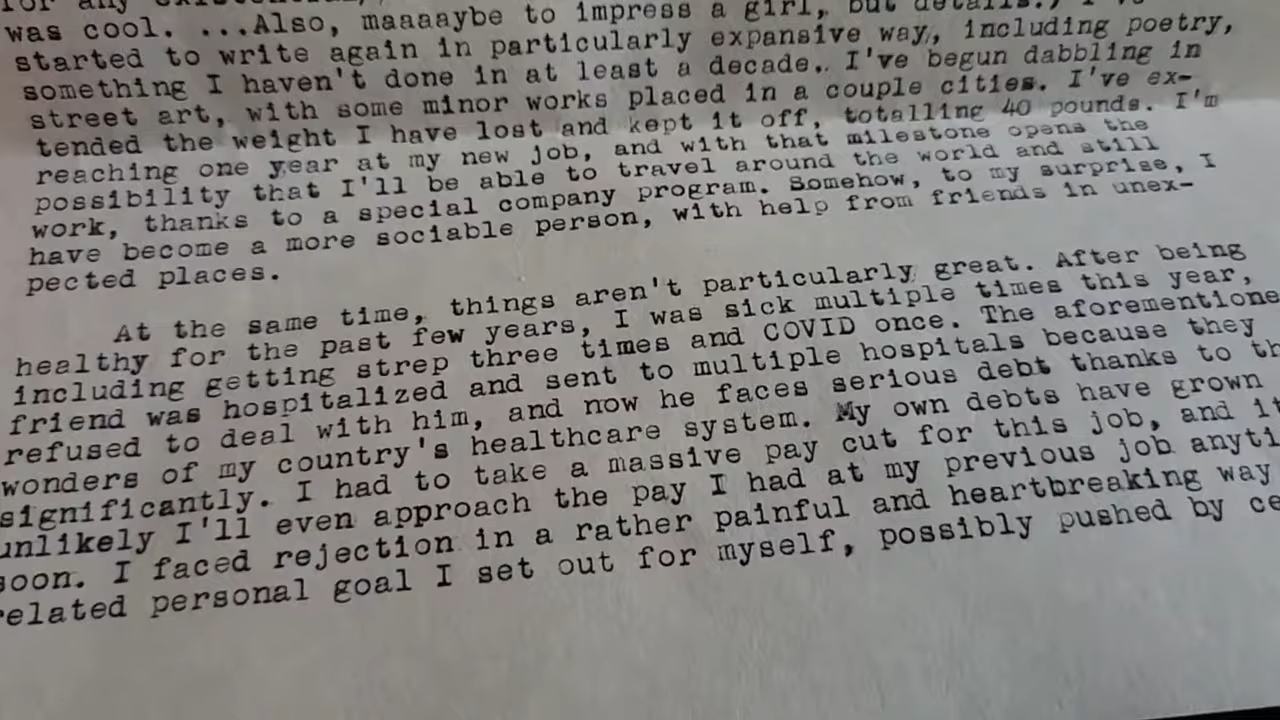 for any
was cool. ...Also, maaaaybe to impress a girl, but details.) I've
started to write again in particularly expansive way, including poetry,
something I haven't done in at least a decade. I've begun dabbling in
street art, with some minor works placed in a couple cities. I've ex-
tended the weight I have lost and kept it off, totalling 40 pounds. I'm
reaching one year at my new job, and with that milestone opens the
possibility that I'll be able to travel around the world and still
work, thanks to a special company program. Somehow, to my surprise, I
have become a more sociable person, with help from friends in unex-
pected places.
At the same time, things aren't particularly great. After being
healthy for the past few years, I was sick multiple times this year,
including getting strep three times and COVID once. The aforementione
friend was hospitalized and sent to multiple hospitals because they
refused to deal with him, and now he faces serious debt thanks to th
wonders of my country's healthcare system. My own debts have grown
significantly. I had to take a massive pay cut for this job, and it
unlikely I'll even approach the pay I had at my previous job anyti
soon. I faced rejection in a rather painful and heartbreaking way
related personal goal I set out for myself, possibly pushed by ce